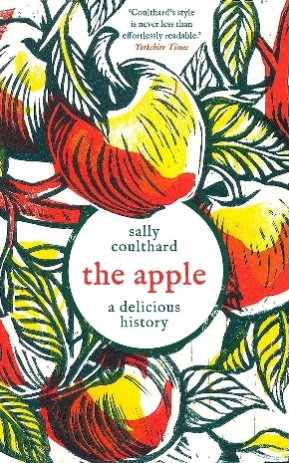 ‘Coulthard’s style
is never less than
effortlessly readable.’
Yorkshire Times
sally
coulthard
the apple
a delicious
history